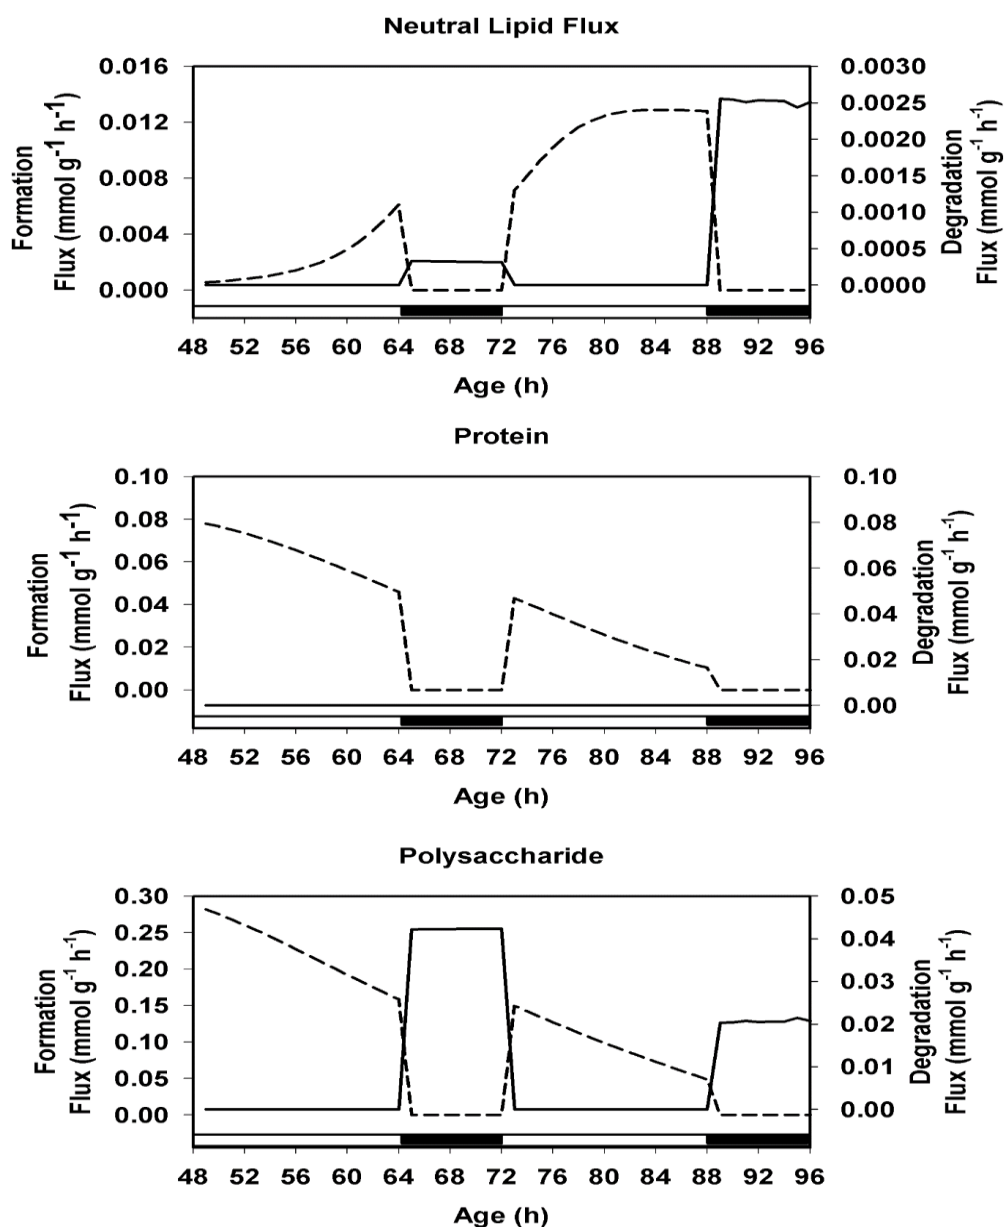 Neutral Lipid Flux
Formation
Flux (mmol g-1 h-1)
0.016
0.012
0.008
0.004
0.000
0.0030
0.0025
0.0020
0.0015
0.0010
0.0005
0.0000
Degradation
Flux (mmol g-1 h-1)
48 52 56 60 64 68 72 76 80 84 88 92 96
Age (h)
Protein
Formation
Flux (mmol g-1 h-1)
0.10
0.08
0.06
0.04
0.02
0.00
0.10
0.08
0.06
0.04
0.02
0.00
Degradation
Flux (mmol g-1 h-1)
48 52 56 60 64 68 72 76 80 84 88 92 96
Age (h)
Polysaccharide
Formation
Flux (mmol g-1 h-1)
0.30
0.25
0.20
0.15
0.10
0.05
0.00
0.05
0.04
0.03
0.02
0.01
0.00
Degradation
Flux (mmol g-1 h-1)
48 52 56 60 64 68 72 76 80 84 88 92 96
Age (h)